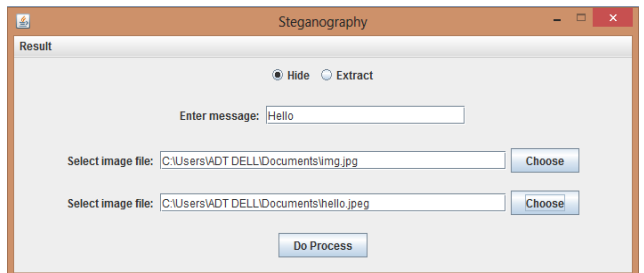 Steganography
Result
Hide Extract
Enter message: Hello
Select image file: C:\Users\ADT DELL\Documents\img.jpg Choose
Select image file: C:\Users\ADT DELL\Documents\hello.jpeg Choose
Do Process